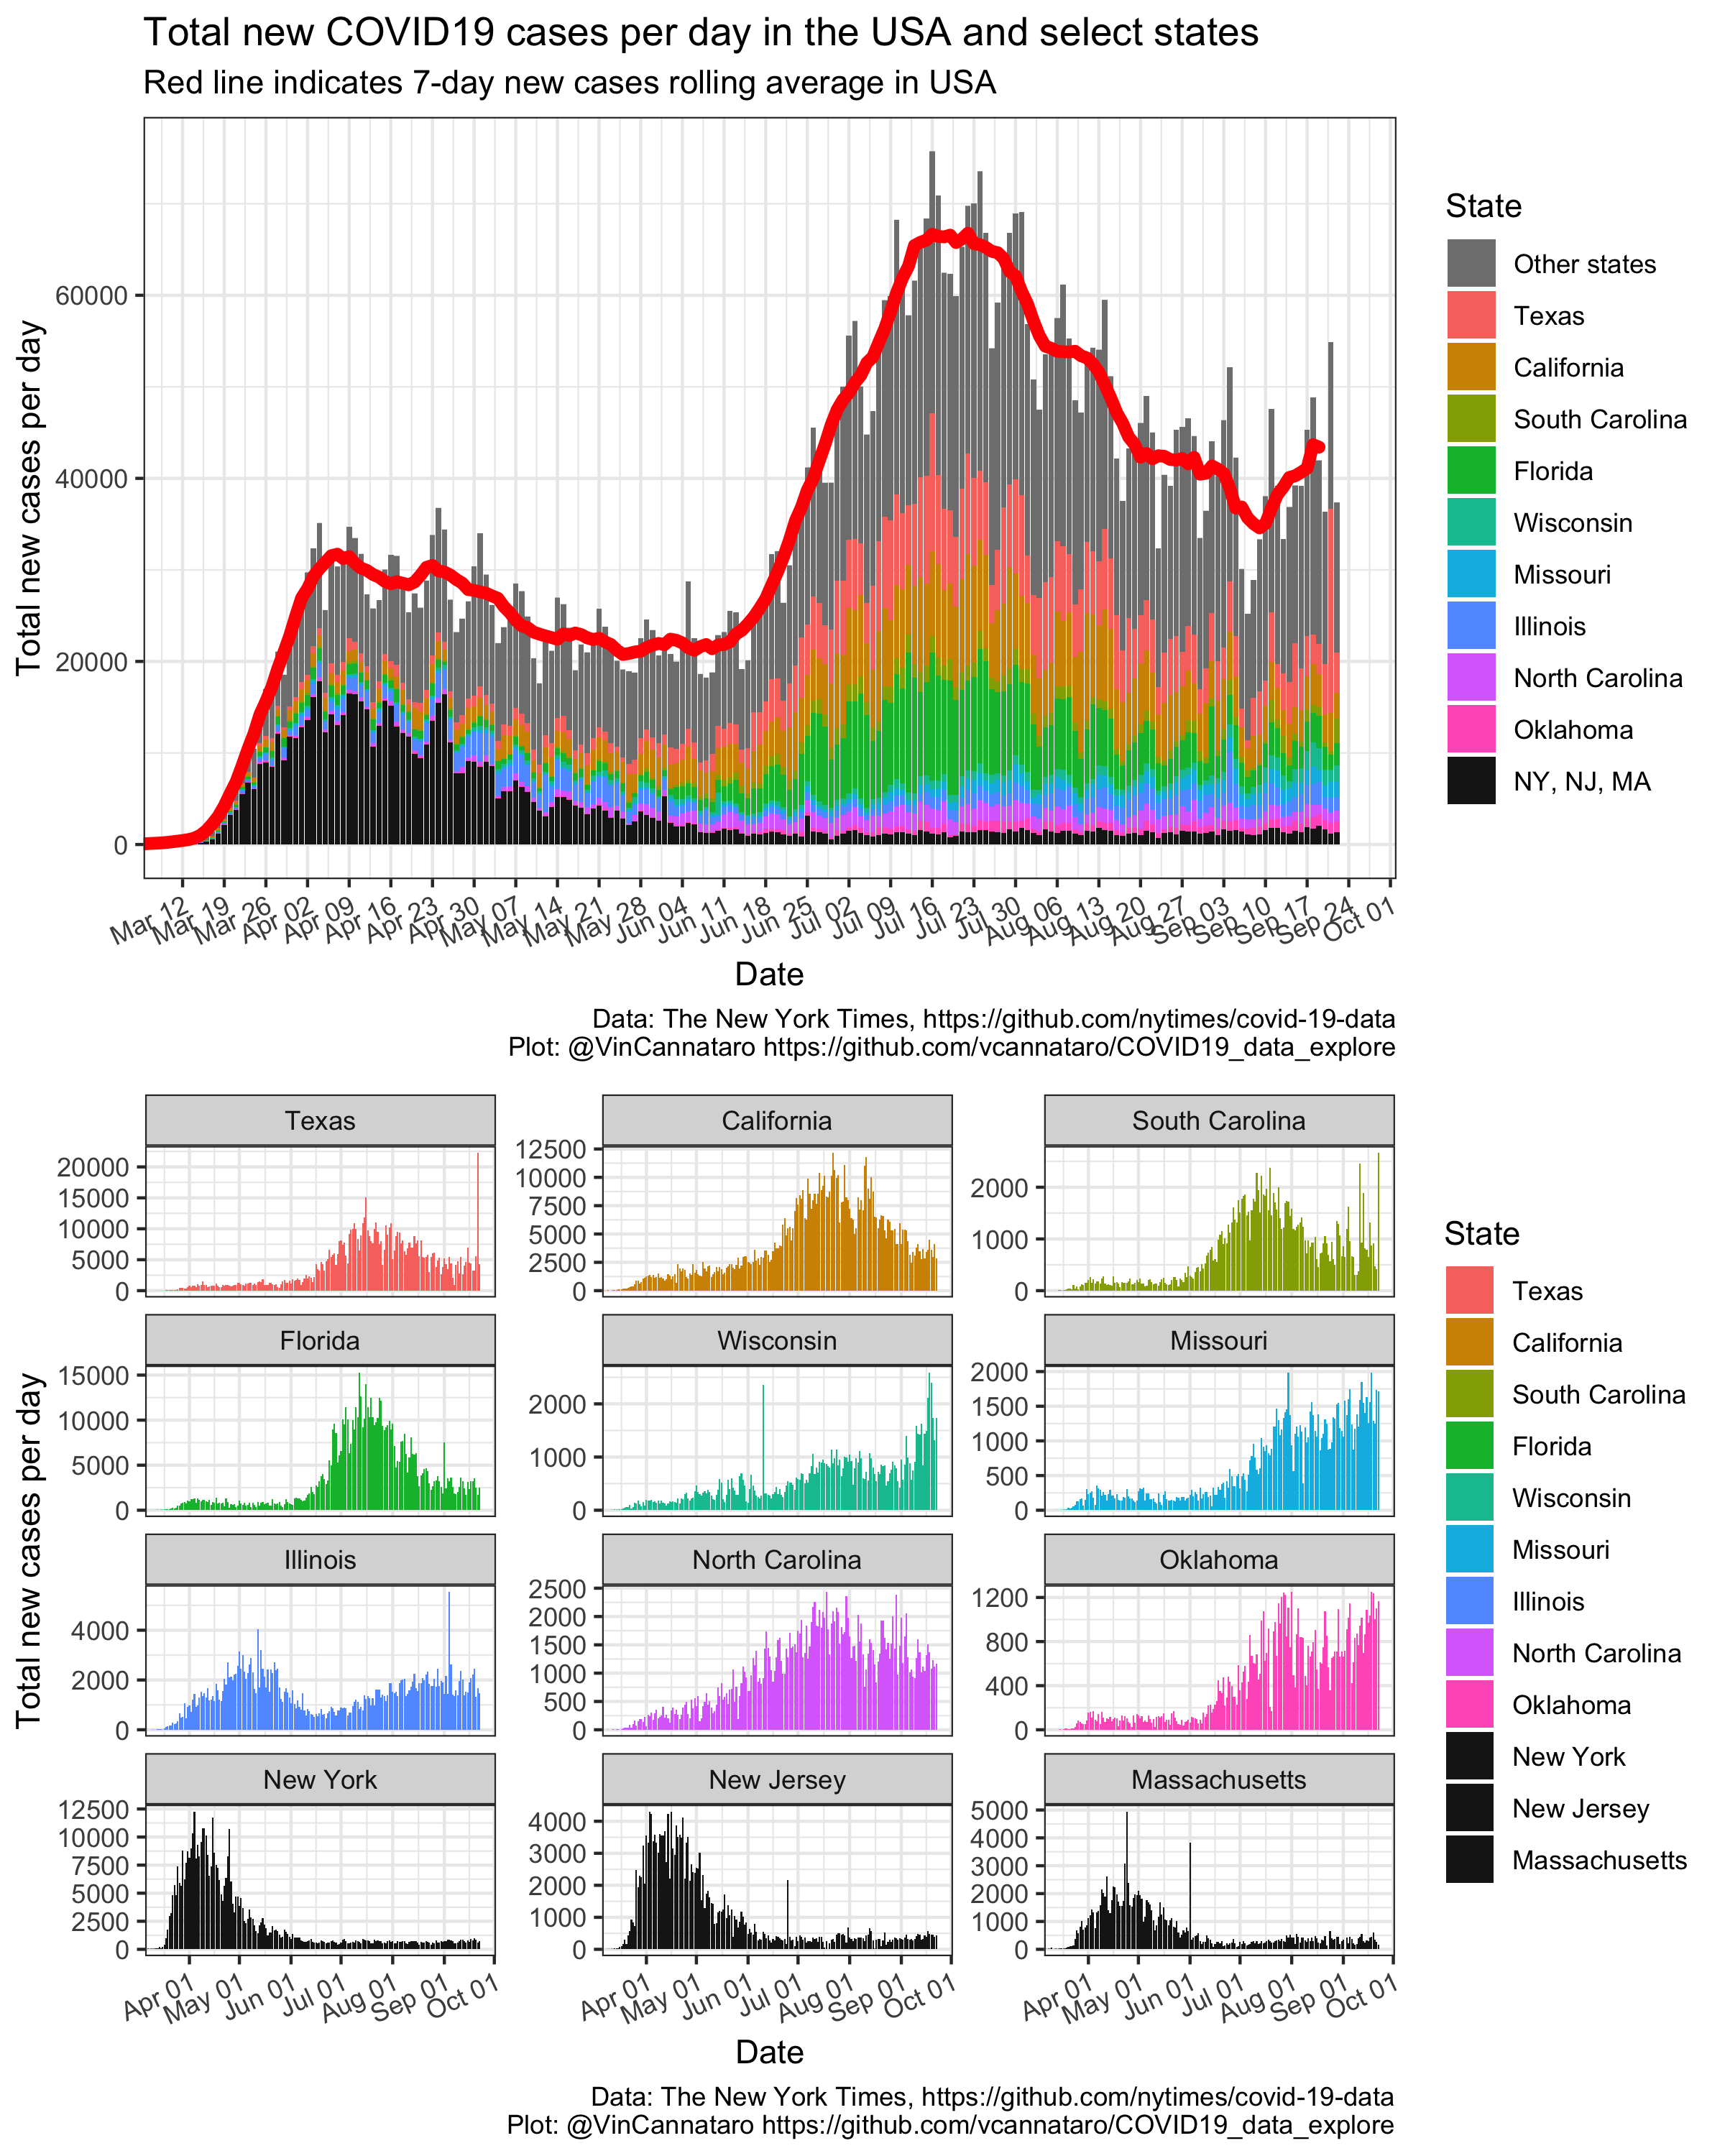 Total new COVID19 cases per day in the USA and select states
Red line indicates 7-day new cases rolling average in USA
Total new cases per day
60000
40000
20000
0
Mar 12
Mar 19
Mar 26
Apr 02
Apr 09
Apr 16
Apr 23
Apr 30
May 07
May 14
May 21
May 28
Jun 04
Jun 11
Jun 18
Jun 25
Jul 02
Jul 09
Jul 16
Jul 23
Jul 30
Aug 06
Aug 13
Aug 20
Aug 27
Sep 03
Sep 10
Sep 17
Sep 24
Oct 01
Date
State
Other states
Texas
California
South Carolina
Florida
Wisconsin
Missouri
Illinois
North Carolina
Oklahoma
NY, NJ, MA
Data: The New York Times, https://github.com/nytimes/covid-19-data
Plot: @VinCannataro https://github.com/vcannataro/COVID19_data_explore
Total new cases per day
Texas
20000
15000
10000
5000
0
California
12500
10000
7500
5000
2500
0
South Carolina
2000
1000
0
Florida
15000
10000
5000
0
Wisconsin
2000
1000
0
Missouri
2000
1500
1000
500
0
Illinois
4000
2000
0
North Carolina
2500
2000
1500
1000
500
0
Oklahoma
1200
800
400
0
New York
12500
10000
7500
5000
2500
0
New Jersey
4000
3000
2000
1000
0
Massachusetts
5000
4000
3000
2000
1000
0
Apr 01
May 01
Jun 01
Jul 01
Aug 01
Sep 01
Oct 01
Apr 01
May 01
Jun 01
Jul 01
Aug 01
Sep 01
Oct 01
Apr 01
May 01
Jun 01
Jul 01
Aug 01
Sep 01
Oct 01
Date
State
Texas
California
South Carolina
Florida
Wisconsin
Missouri
Illinois
North Carolina
Oklahoma
New York
New Jersey
Massachusetts
Data: The New York Times, https://github.com/nytimes/covid-19-data
Plot: @VinCannataro https://github.com/vcannataro/COVID19_data_explore